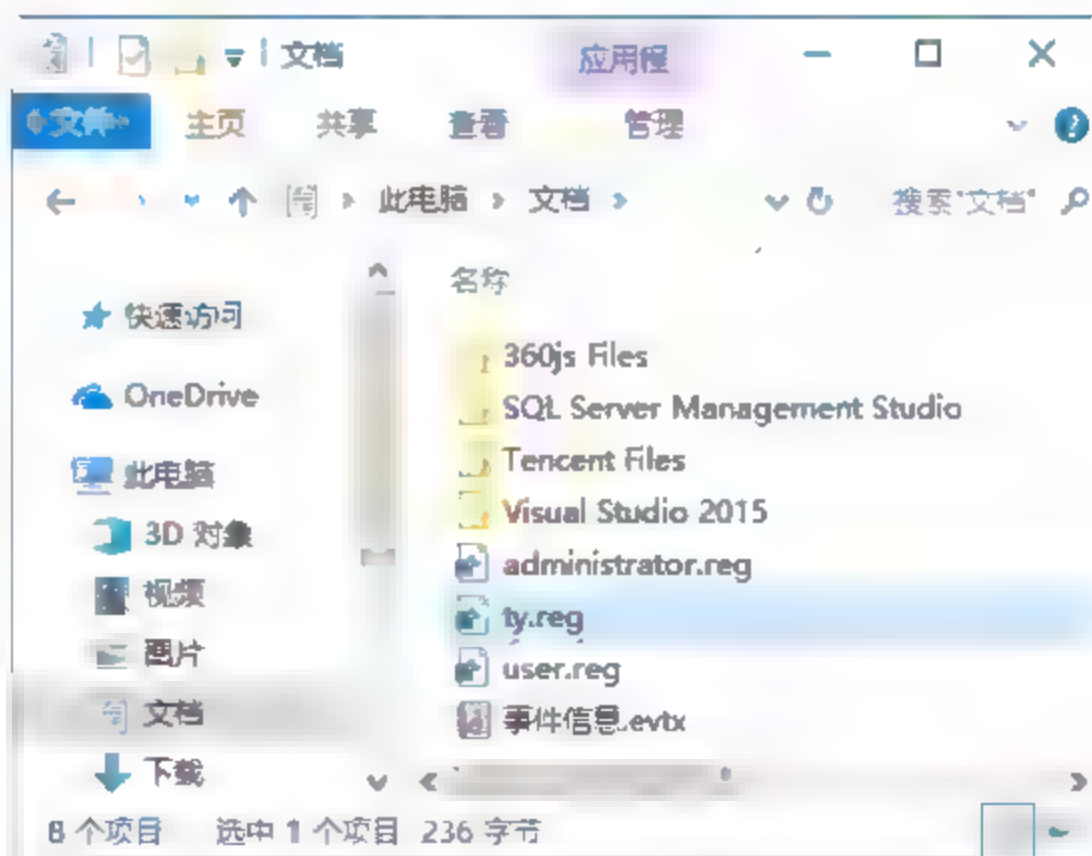 文档 应用程
文件 主页 共享 查看 管理
此电脑 文档 搜索"文档"
名称
快速访问
OneDrive
此电脑
3D 对象
视频
图片
文档
下载
360js Files
SQL Server Management Studio
Tencent Files
Visual Studio 2015
administrator.reg
ty.reg
user.reg
事件信息.evtx
8 个项目 选中 1 个项目 236 字节